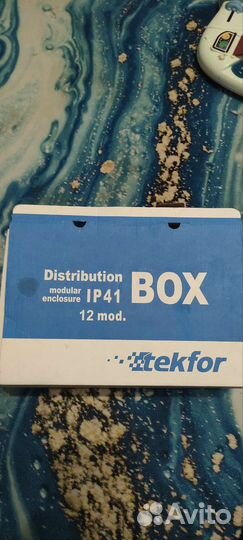 Distribution
modular
enclosure IP41
BOX
12 mod.
tekfor
Avito